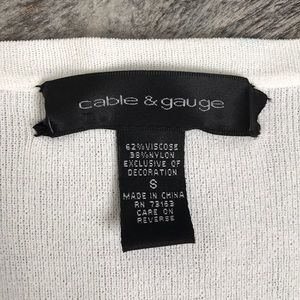 cable & gauge
62%VISCOSE
38%NYLON
EXCLUSIVE OF
DECORATION
S
MADE IN CHINA
RN 73163
CARE ON
REVERSE